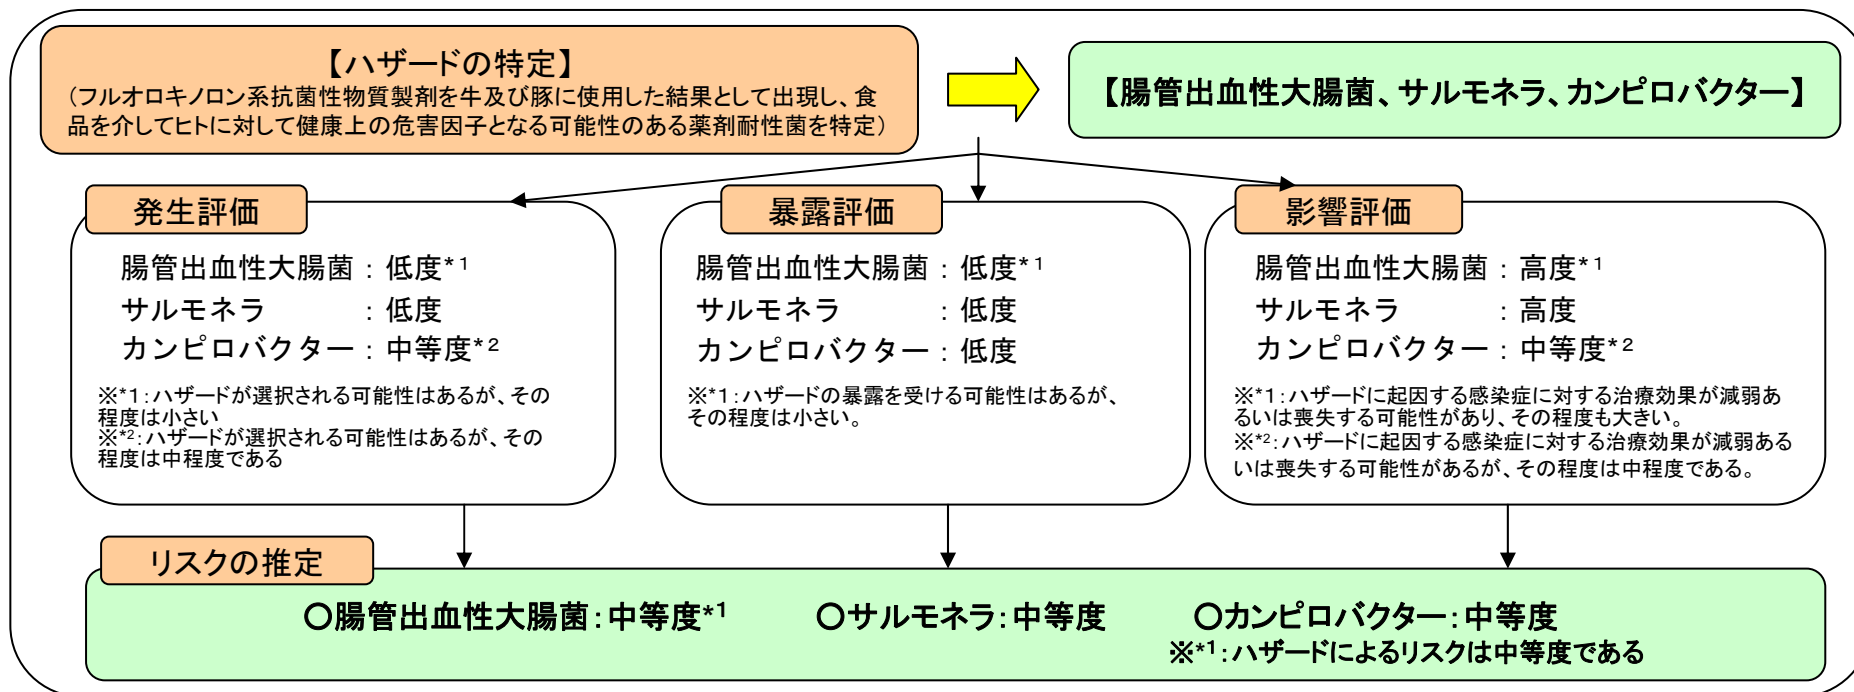 【ハザードの特定】
(フルオロキノロン系抗菌性物質製剤を牛及び豚に使用した結果として出現し、食
品を介してヒトに対して健康上の危害因子となる可能性のある薬剤耐性菌を特定)
【腸管出血性大腸菌、サルモネラ、カンピロバクター】
発生評価
腸管出血性大腸菌：低度*1
サルモネラ　　　：低度
カンピロバクター：中等度*2
※*1：ハザードが選択される可能性はあるが、その
程度は小さい
※*2：ハザードが選択される可能性はあるが、その
程度は中程度である
暴露評価
腸管出血性大腸菌：低度*1
サルモネラ　　　：低度
カンピロバクター：低度
※*1：ハザードの暴露を受ける可能性はあるが、
その程度は小さい。
影響評価
腸管出血性大腸菌：高度*1
サルモネラ　　　：高度
カンピロバクター：中等度*2
※*1：ハザードに起因する感染症に対する治療効果が減弱あ
るいは喪失する可能性があり、その程度も大きい。
※*2：ハザードに起因する感染症に対する治療効果が減弱ある
いは喪失する可能性があるが、その程度は中程度である。
リスクの推定
○腸管出血性大腸菌：中等度*1　○サルモネラ：中等度　○カンピロバクター：中等度
※*1：ハザードによるリスクは中等度である